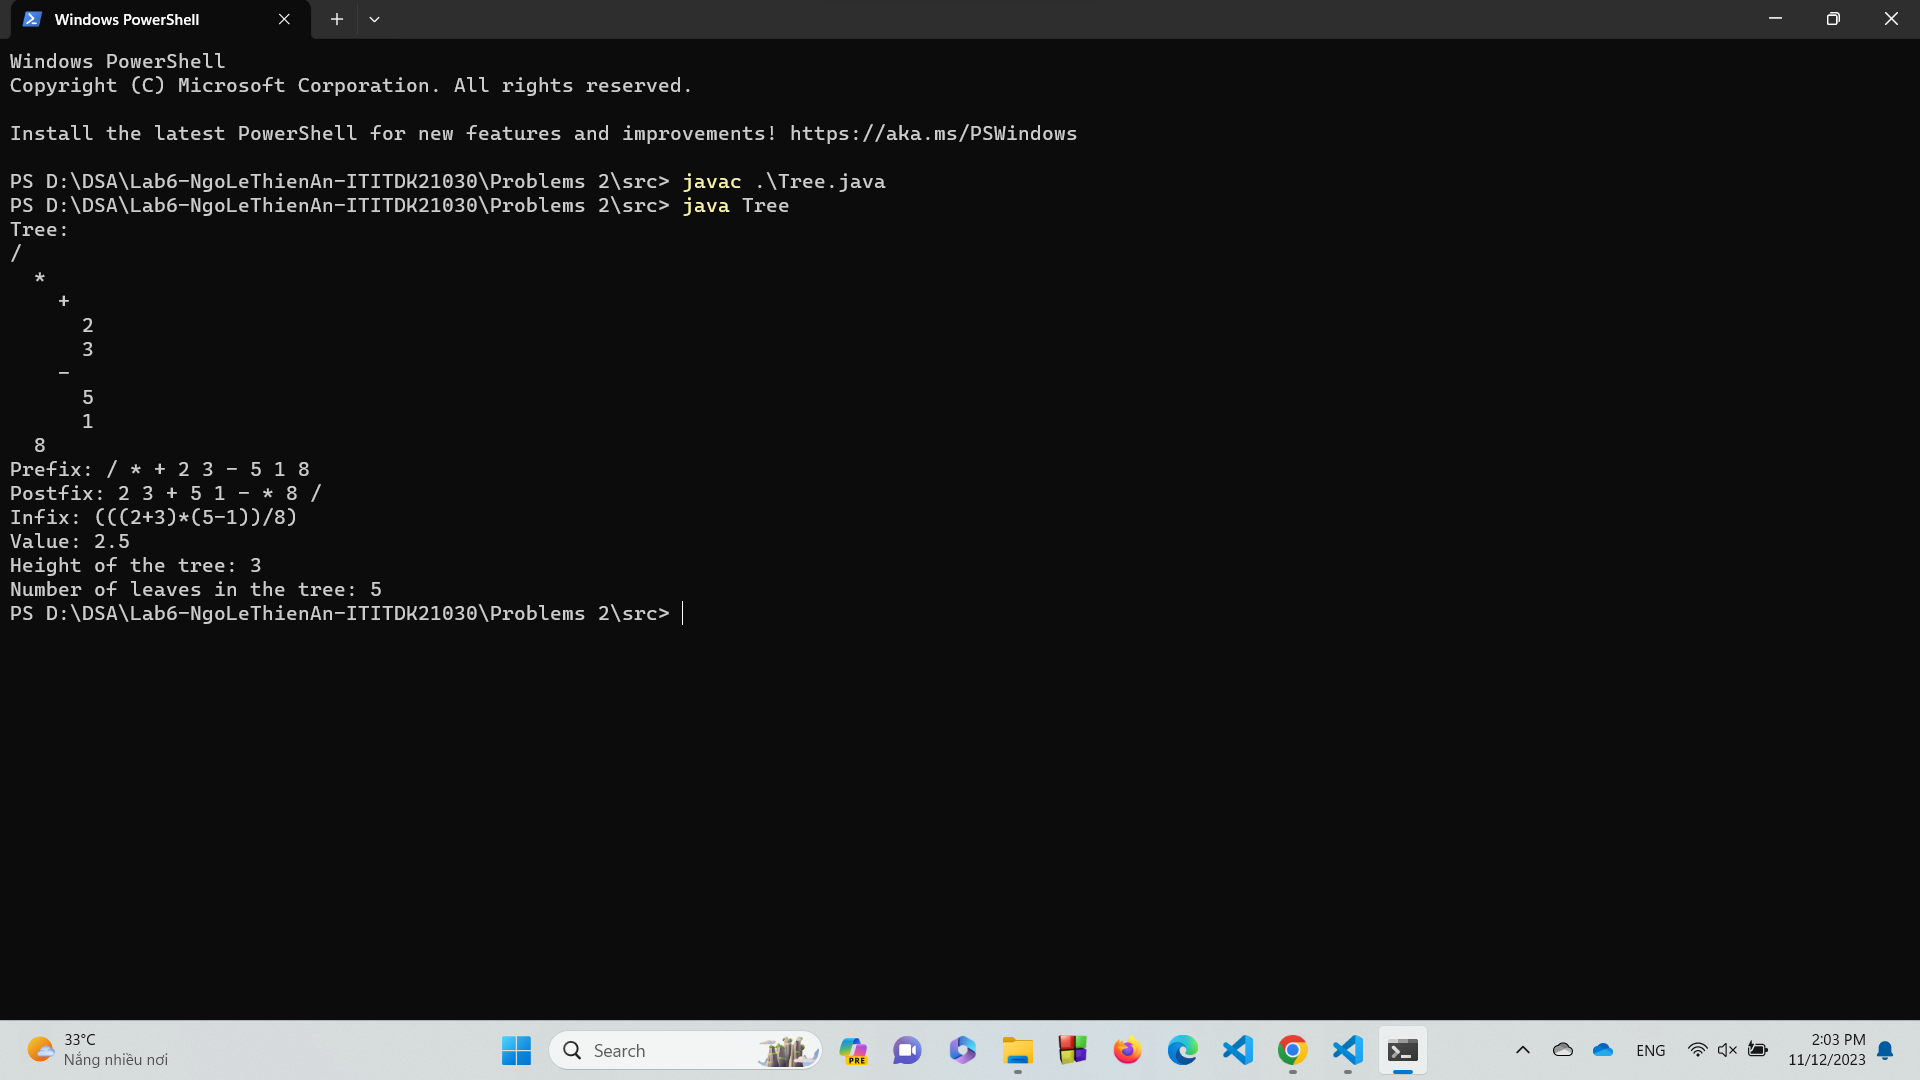 Windows PowerShell
Windows PowerShell
Copyright (C) Microsoft Corporation. All rights reserved.
Install the latest PowerShell for new features and improvements! https://aka.ms/PSWindows
PS D:\DSA\Lab6-NgoLeThienAn-ITITDK21030\Problems 2\src> javac .\Tree.java
PS D:\DSA\Lab6-NgoLeThienAn-ITITDK21030\Problems 2\src> java Tree
Tree:
/
  *
    +
      2
      3
    -
      5
      1
  8
Prefix: / * + 2 3 - 5 1 8
Postfix: 2 3 + 5 1 - * 8 /
Infix: (((2+3)*(5-1))/8)
Value: 2.5
Height of the tree: 3
Number of leaves in the tree: 5
PS D:\DSA\Lab6-NgoLeThienAn-ITITDK21030\Problems 2\src>
33°C
Nắng nhiều nơi
Search
PRE
ENG
2:03 PM
11/12/2023